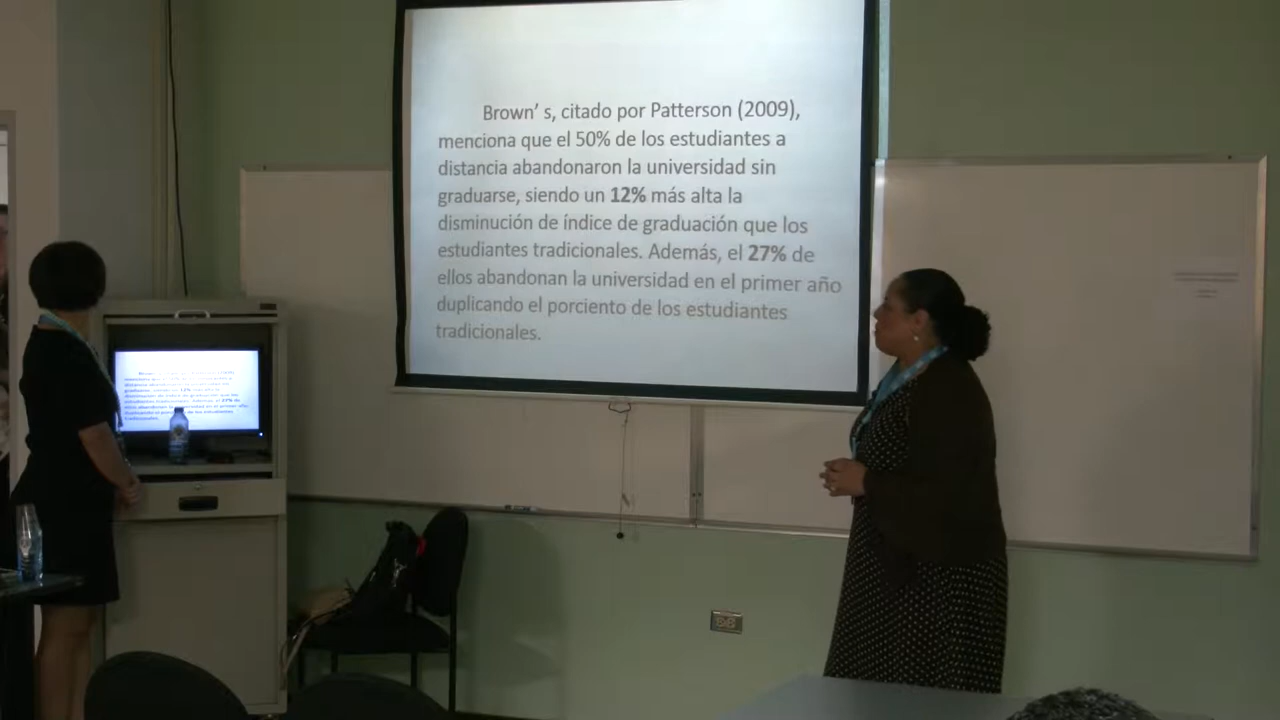 Brown’ s, citado por Patterson (2009),
menciona que el 50% de los estudiantes a
distancia abandonaron la universidad sin
graduarse, siendo un 12% más alta la
disminución de índice de graduación que los
estudiantes tradicionales. Además, el 27% de
ellos abandonan la universidad en el primer año
duplicando el porciento de los estudiantes
tradicionales.